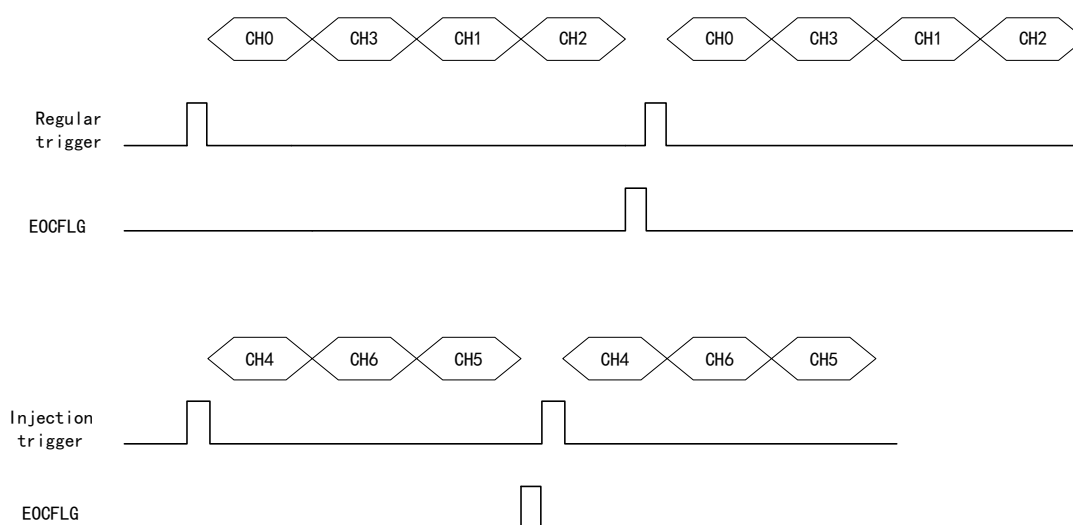 CH0 CH3 CH1 CH2 CH0 CH3 CH1 CH2
Regular
trigger
EOCFLG
CH4 CH6 CH5 CH4 CH6 CH5
Injection
trigger
EOCFLG